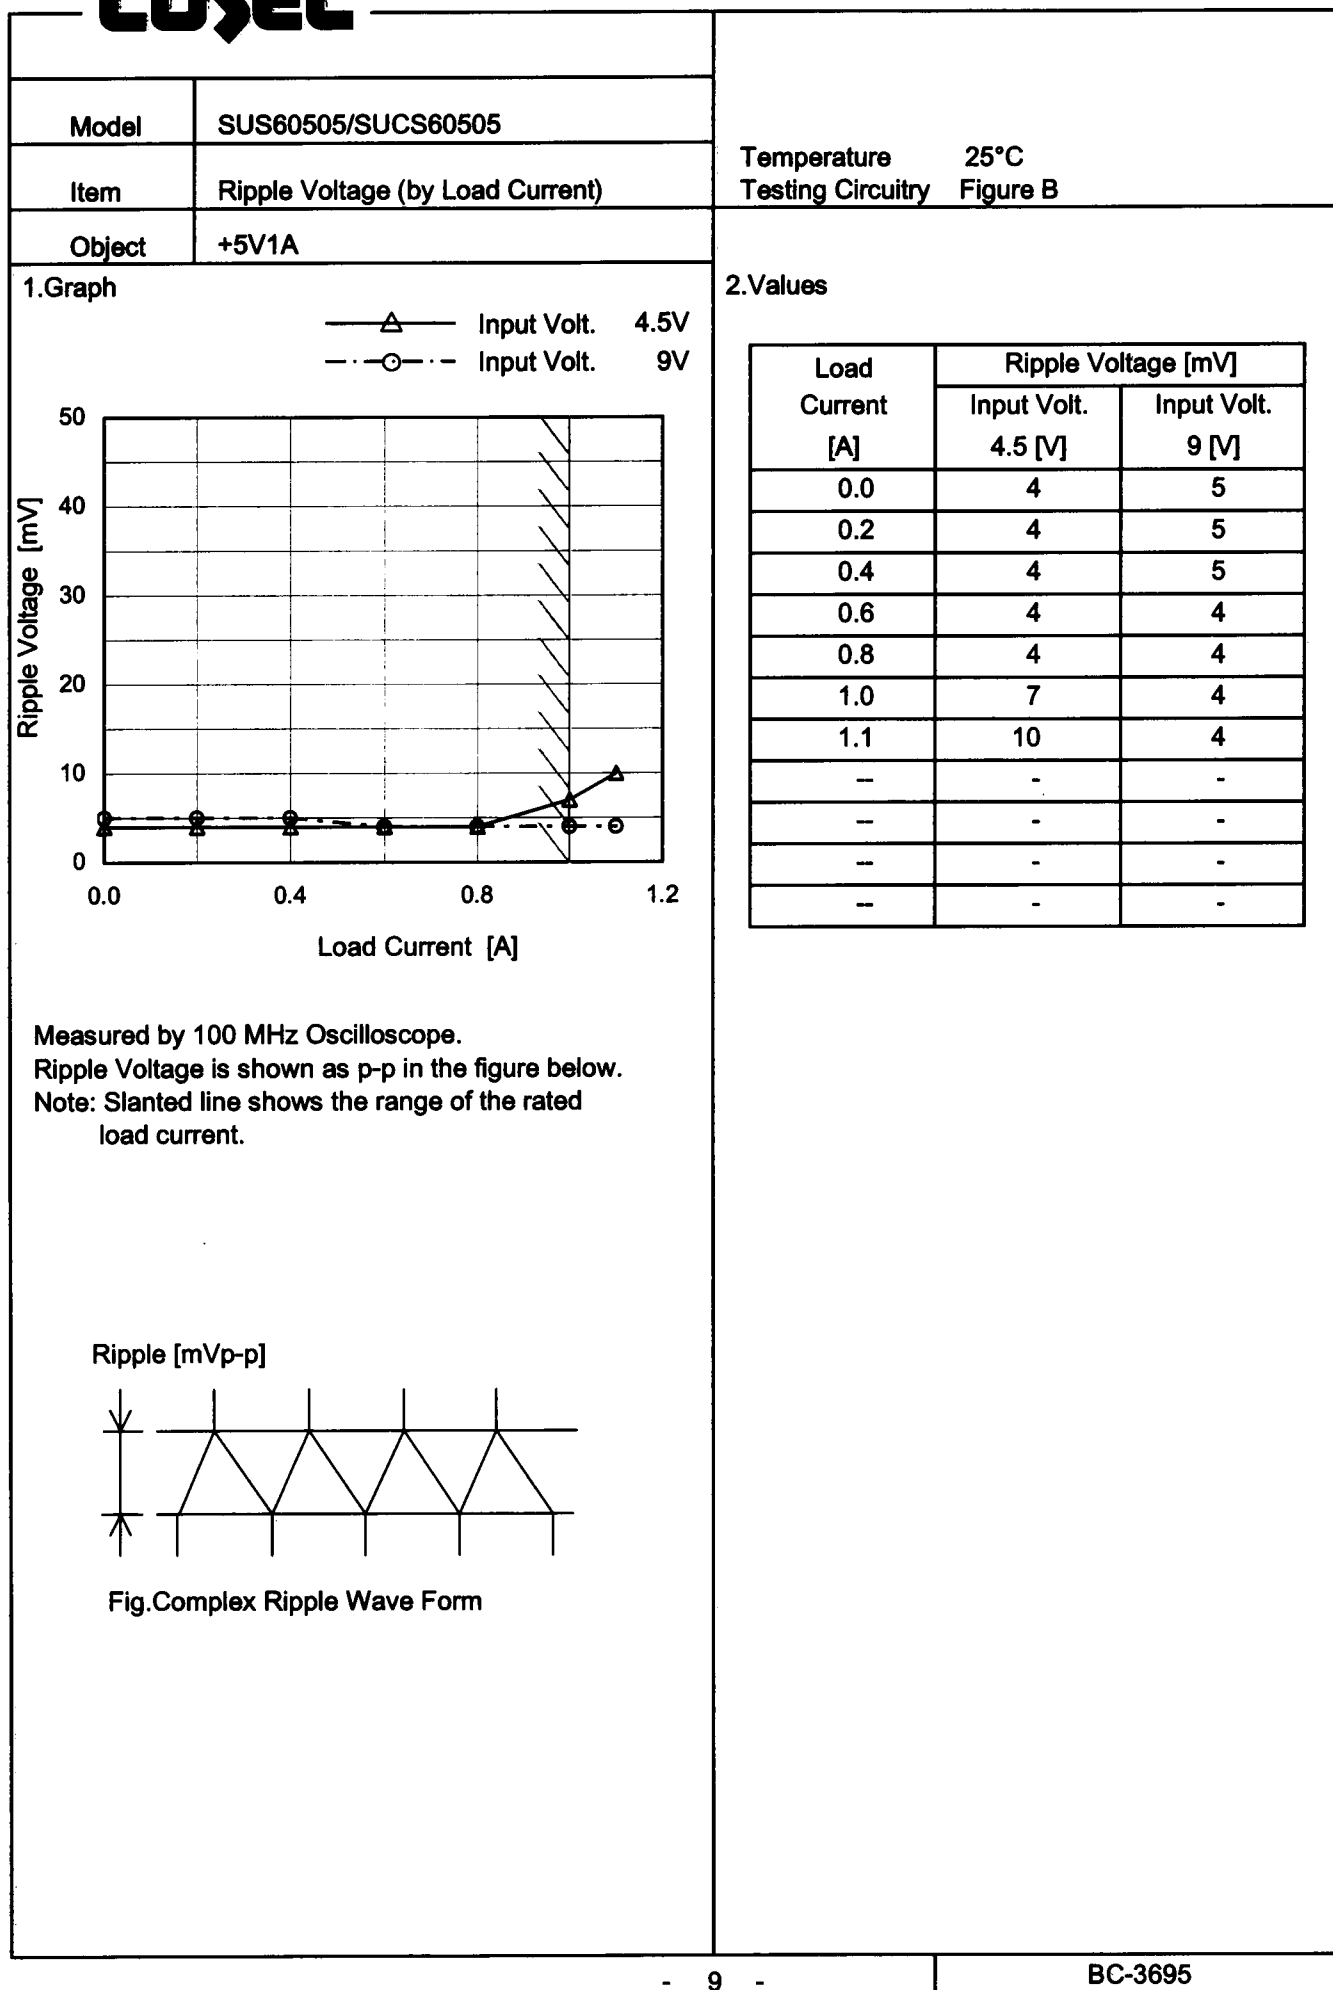 COSEL
Model SUS60505/SUCS60505
Item Ripple Voltage (by Load Current)
Object +5V1A
Temperature 25°C
Testing Circuitry Figure B
1.Graph
Input Volt. 4.5V
Input Volt. 9V
50
40
30
20
10
0
Ripple Voltage [mV]
0.0 0.4 0.8 1.2
Load Current [A]
Measured by 100 MHz Oscilloscope.
Ripple Voltage is shown as p-p in the figure below.
Note: Slanted line shows the range of the rated
load current.
Ripple [mVp-p]
Fig.Complex Ripple Wave Form
2.Values
Load Ripple Voltage [mV]
Current Input Volt. Input Volt.
[A] 4.5 [V] 9 [V]
0.0 4 5
0.2 4 5
0.4 4 5
0.6 4 4
0.8 4 4
1.0 7 4
1.1 10 4
-- - -
-- - -
-- - -
-- - -
- 9 -
BC-3695